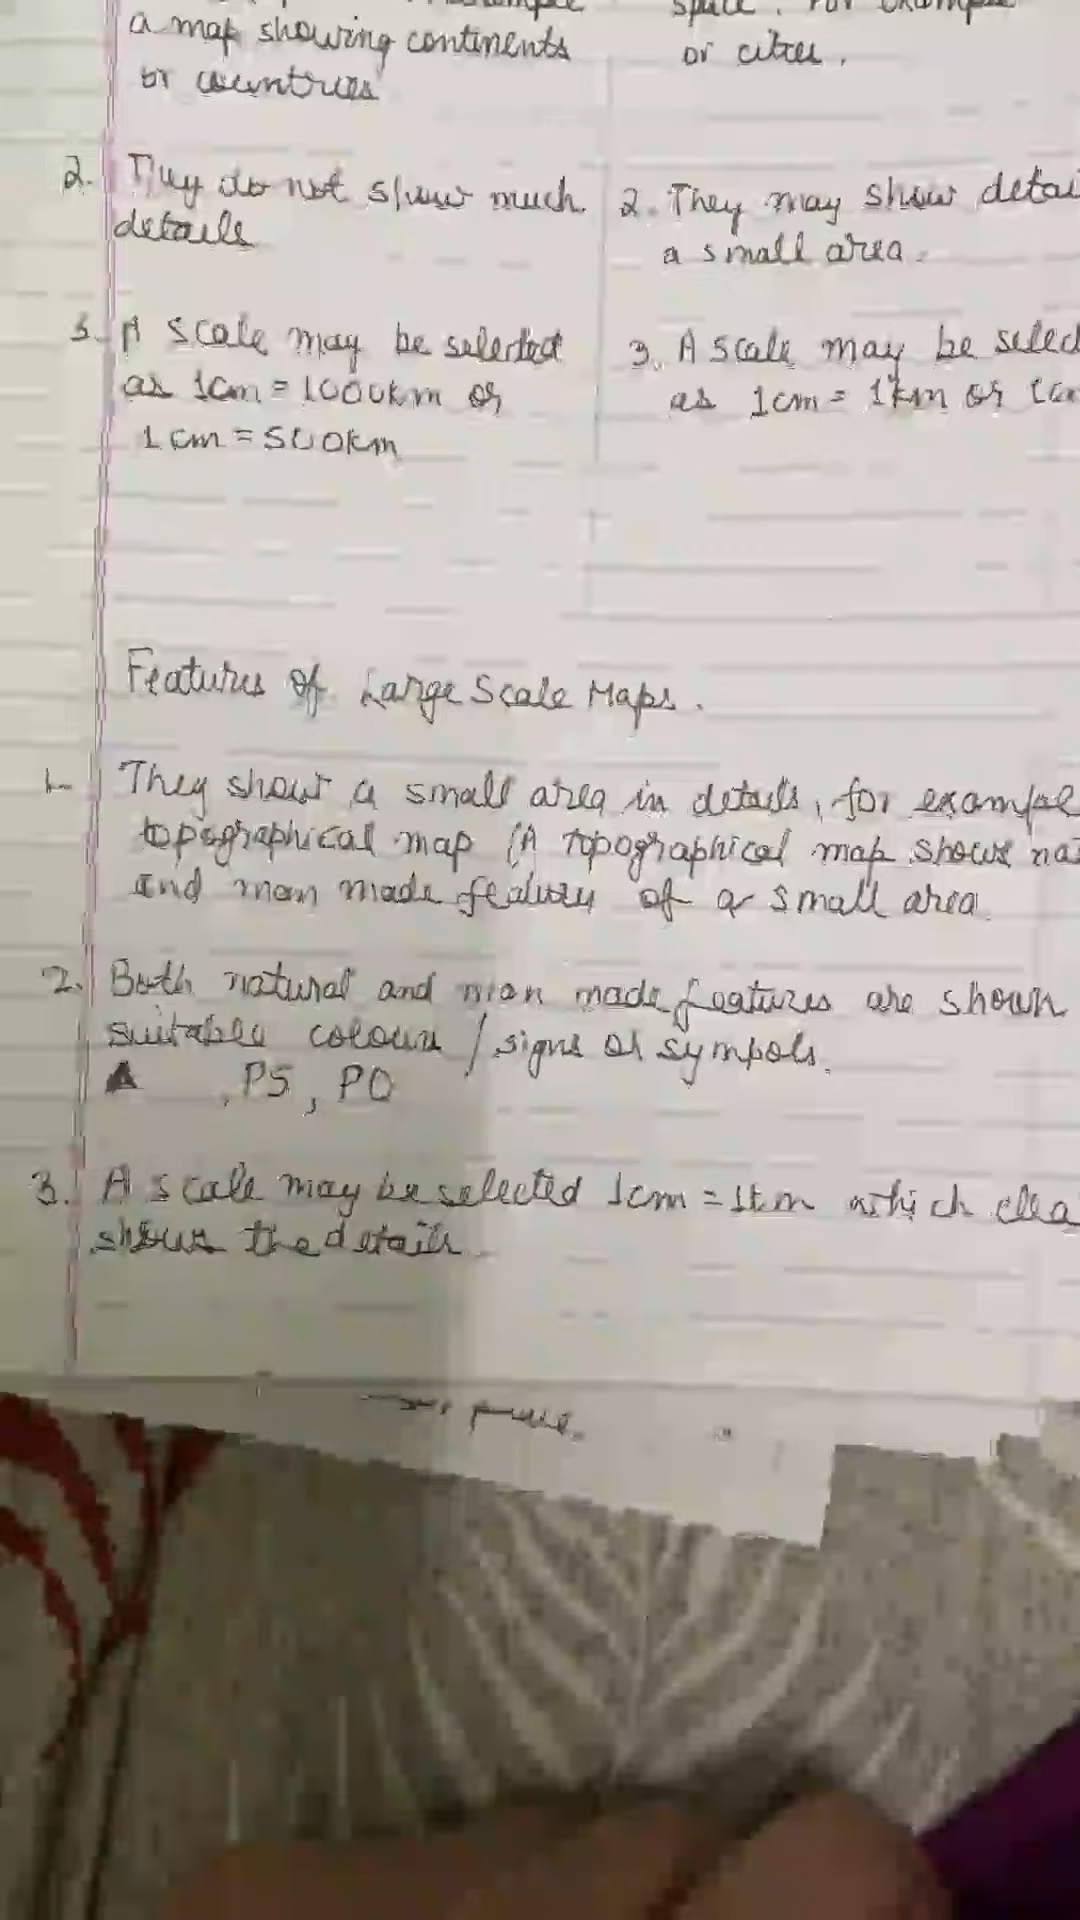 a map showing continents
or countries
or cities.
2. They do not show much
details
2. They may show detai
a small area.
3. A scale may be selected
as 1cm = 1000km or
1 cm = 500km
3. A scale may be selec
as 1cm = 1km or 1cm
Features of Large Scale Maps.
1. They show a small area in details, for exampl
topographical map (A topographical map shows na
and man made features of a small area
2. Both natural and man made features are shown
suitable colours / signs or symbols.
, PS, PO
3. A scale may be selected 1cm = 1km which clea
shows the details